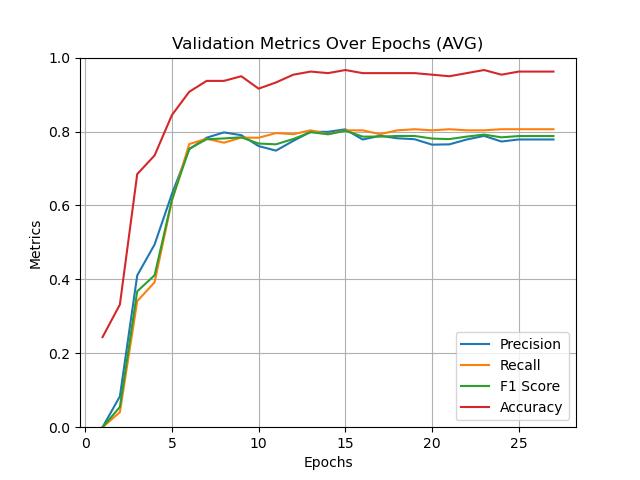 Validation Metrics Over Epochs (AVG)
1.0
0.8
0.6
0.4
0.2
0.0
Metrics
0 5 10 15 20 25
Epochs
Precision
Recall
F1 Score
Accuracy